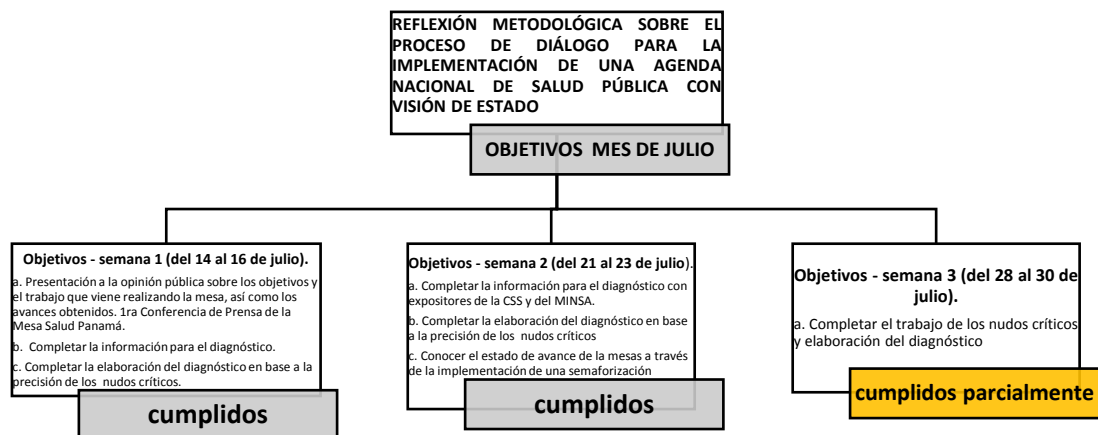 REFLEXIÓN METODOLÓGICA SOBRE EL
PROCESO DE DIÁLOGO PARA LA
IMPLEMENTACIÓN DE UNA AGENDA
NACIONAL DE SALUD PÚBLICA CON
VISIÓN DE ESTADO
OBJETIVOS MES DE JULIO
Objetivos - semana 1 (del 14 al 16 de julio).
a. Presentación a la opinión pública sobre los objetivos y
el trabajo que viene realizando la mesa, así como los
avances obtenidos. 1ra Conferencia de Prensa de la
Mesa Salud Panamá.
b. Completar la información para el diagnóstico.
c. Completar la elaboración del diagnóstico en base a la
precisión de los nudos críticos.
cumplidos
Objetivos - semana 2 (del 21 al 23 de julio).
a. Completar la información para el diagnóstico con
expositores de la CSS y del MINSA.
b. Completar la elaboración del diagnóstico en base
a la precisión de los nudos críticos
c. Conocer el estado de avance de la mesas a través
de la implementación de una semaforización
cumplidos
Objetivos - semana 3 (del 28 al 30 de
julio).
a. Completar el trabajo de los nudos críticos
y elaboración del diagnóstico
cumplidos parcialmente